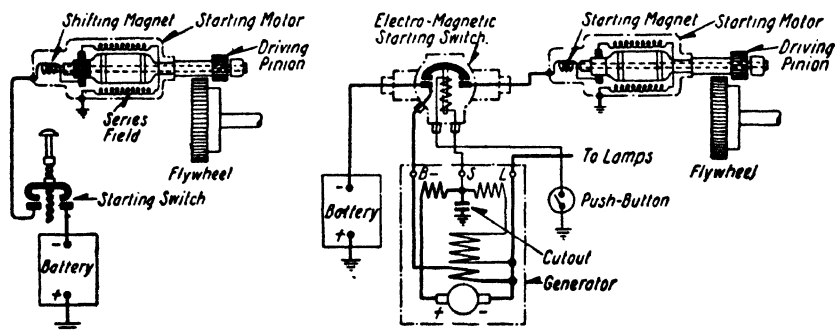 Shifting Magnet
Starting Motor
Driving
Pinion
Series
Field
Flywheel
Starting Switch
-
Battery
+
Electro-Magnetic
Starting Switch
Starting Magnet
Starting Motor
Driving
Pinion
Flywheel
B- S L
To Lamps
Push-Button
-
Battery
+
Cutout
Generator
+ -